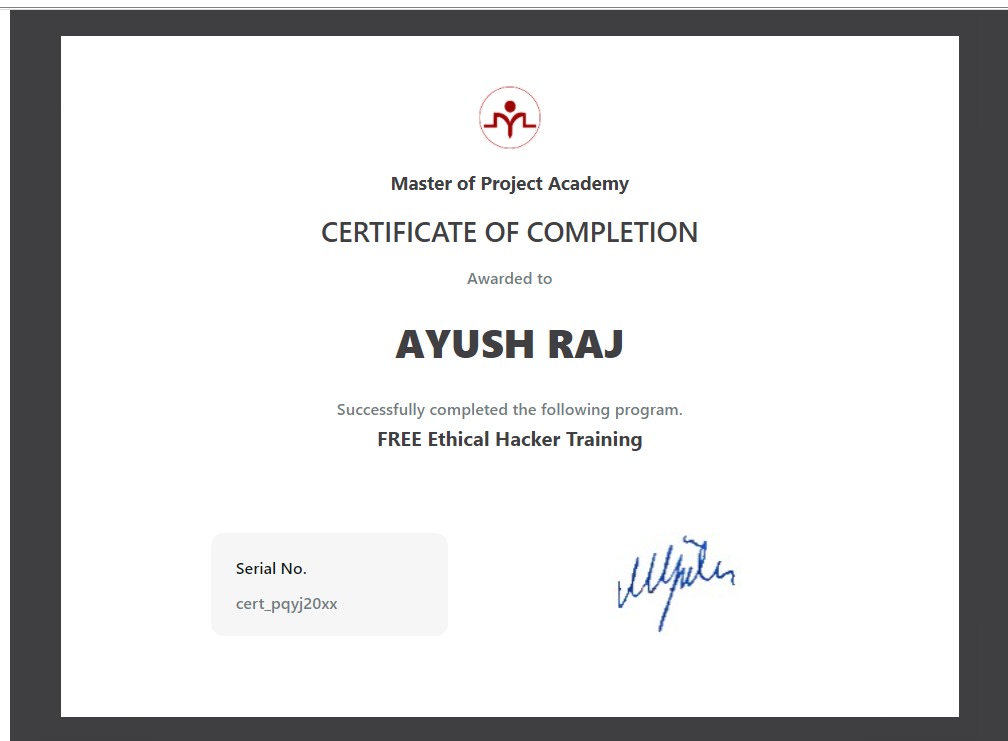 Master of Project Academy
CERTIFICATE OF COMPLETION
Awarded to
AYUSH RAJ
Successfully completed the following program.
FREE Ethical Hacker Training
Serial No.
cert_pqyj20xx